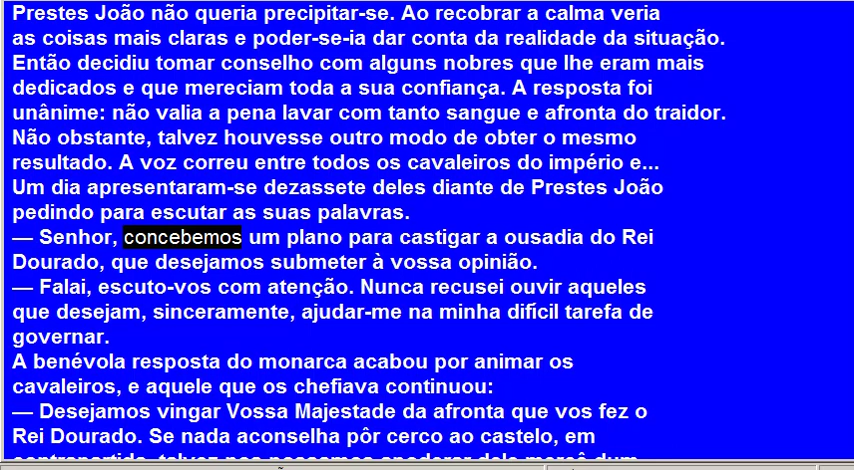 Prestes João não queria precipitar-se. Ao recobrar a calma veria
as coisas mais claras e poder-se-ia dar conta da realidade da situação.
Então decidiu tomar conselho com alguns nobres que lhe eram mais
dedicados e que mereciam toda a sua confiança. A resposta foi
unânime: não valia a pena lavar com tanto sangue e afronta do traidor.
Não obstante, talvez houvesse outro modo de obter o mesmo
resultado. A voz correu entre todos os cavaleiros do império e...
Um dia apresentaram-se dezassete deles diante de Prestes João
pedindo para escutar as suas palavras.
— Senhor, concebemos um plano para castigar a ousadia do Rei
Dourado, que desejamos submeter à vossa opinião.
— Falai, escuto-vos com atenção. Nunca recusei ouvir aqueles
que desejam, sinceramente, ajudar-me na minha difícil tarefa de
governar.
A benévola resposta do monarca acabou por animar os
cavaleiros, e aquele que os chefiava continuou:
— Desejamos vingar Vossa Majestade da afronta que vos fez o
Rei Dourado. Se nada aconselha pôr cerco ao castelo, em
contrapartida, talvez nos possamos apoderar dele mercê dum